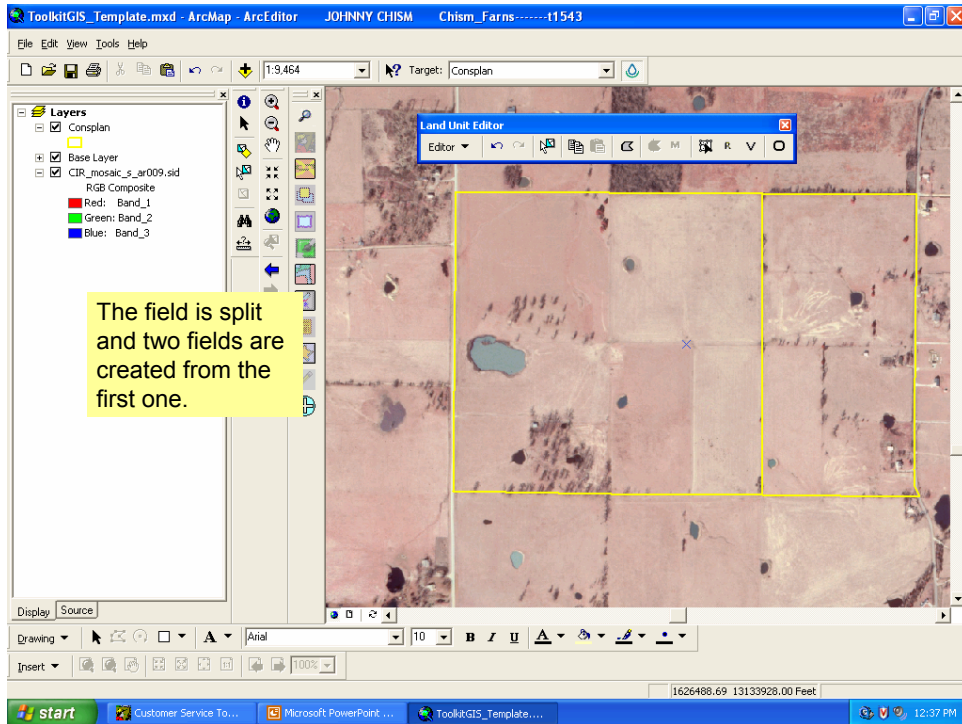 ToolkitGIS_Template.mxd - ArcMap - ArcEditor JOHNNY CHISM Chism_Farns-------t1543
File Edit View Tools Help
1:9,464 Target: Consplan
Layers
Consplan
Base Layer
CIR_mosaic_s_ar009.sid
RGB Composite
Red: Band_1
Green: Band_2
Blue: Band_3
Land Unit Editor
Editor M R V
The field is split
and two fields are
created from the
first one.
Display Source
Drawing A Arial 10 B I U A
Insert 1:1 100%
1626488.69 13133928.00 Feet
start Customer Service To... Microsoft PowerPoint ... ToolkitGIS_Template.... 12:37 PM